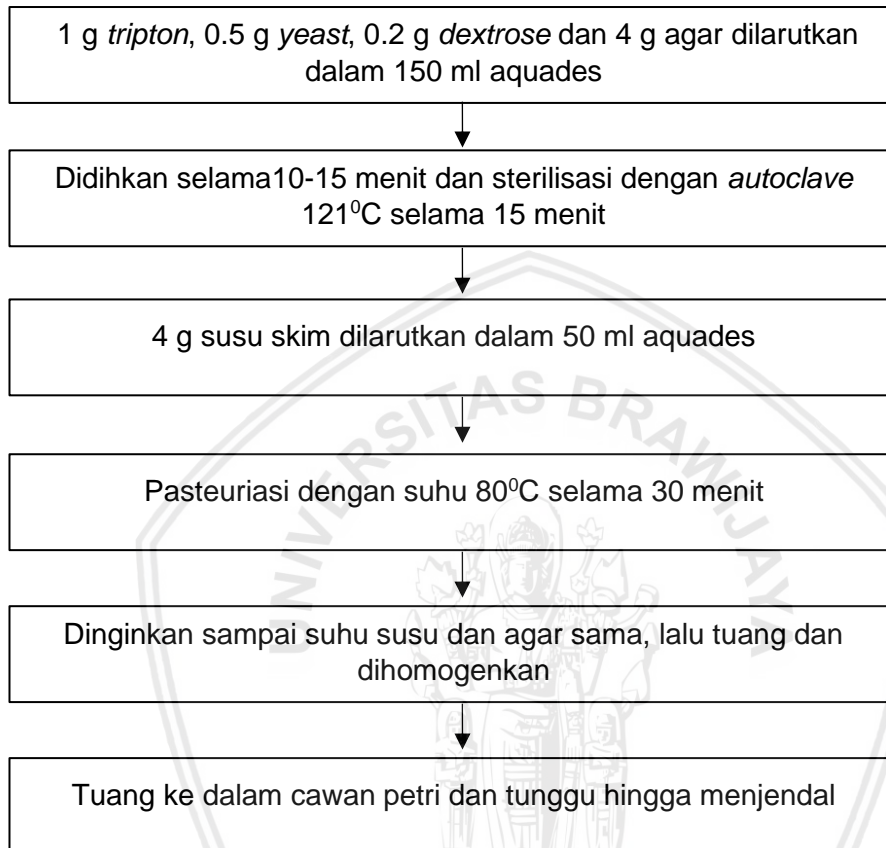 1 g tripton, 0.5 g yeast, 0.2 g dextrose dan 4 g agar dilarutkan
dalam 150 ml aquades
Didihkan selama10-15 menit dan sterilisasi dengan autoclave
121⁰C selama 15 menit
4 g susu skim dilarutkan dalam 50 ml aquades
Pasteuriasi dengan suhu 80⁰C selama 30 menit
Dinginkan sampai suhu susu dan agar sama, lalu tuang dan
dihomogenkan
Tuang ke dalam cawan petri dan tunggu hingga menjendal
UNIVERSITAS BRAWIJAYA